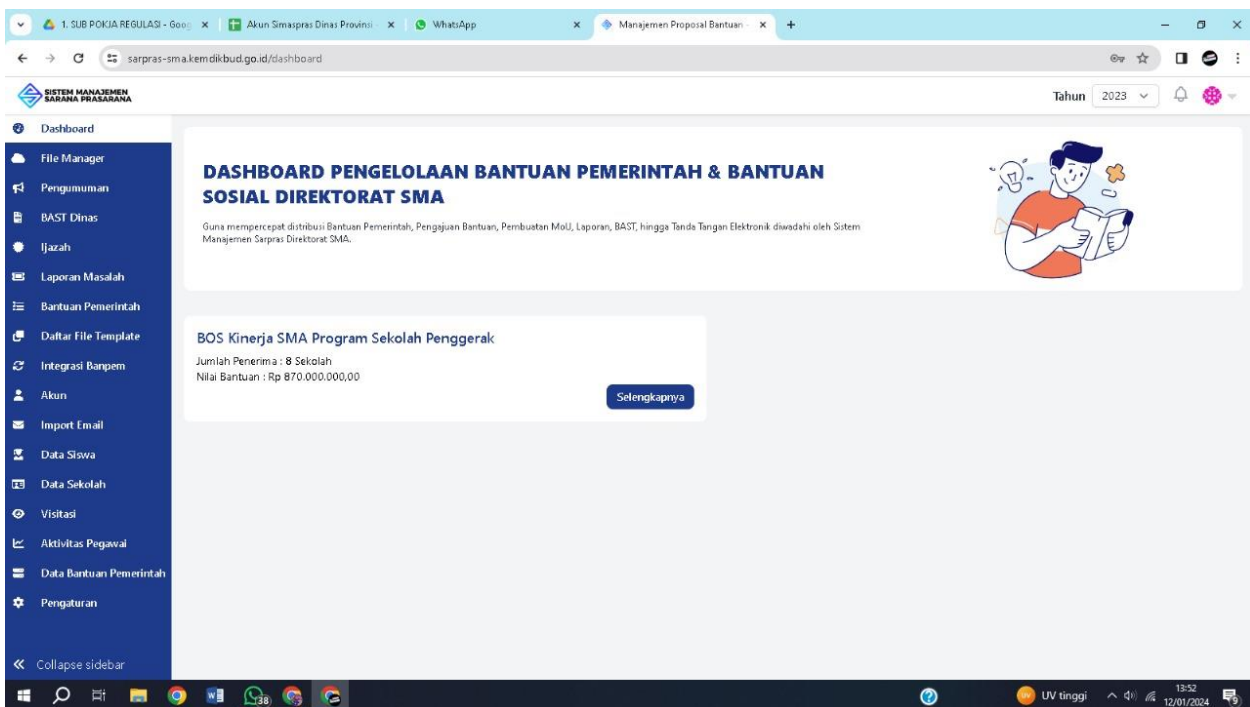 1. SUB POKJA REGULASI - Goog
Akun Simaspras Dinas Provinsi
WhatsApp
Manajemen Proposal Bantuan -
sarpras-sma.kemdikbud.go.id/dashboard
SISTEM MANAJEMEN
SARANA PRASARANA
Tahun 2023
Dashboard
File Manager
Pengumuman
BAST Dinas
Ijazah
Laporan Masalah
Bantuan Pemerintah
Daftar File Template
Integrasi Banpem
Akun
Import Email
Data Siswa
Data Sekolah
Visitasi
Aktivitas Pegawai
Data Bantuan Pemerintah
Pengaturan
Collapse sidebar
DASHBOARD PENGELOLAAN BANTUAN PEMERINTAH & BANTUAN
SOSIAL DIREKTORAT SMA
Guna mempercepat distribusi Bantuan Pemerintah, Pengajuan Bantuan, Pembuatan MoU, Laporan, BAST, hingga Tanda Tangan Elektronik diwadahi oleh Sistem
Manajemen Sarpras Direktorat SMA.
BOS Kinerja SMA Program Sekolah Penggerak
Jumlah Penerima : 8 Sekolah
Nilai Bantuan : Rp 870.000.000,00
Selengkapnya
38
UV tinggi
13:52
12/01/2024
9